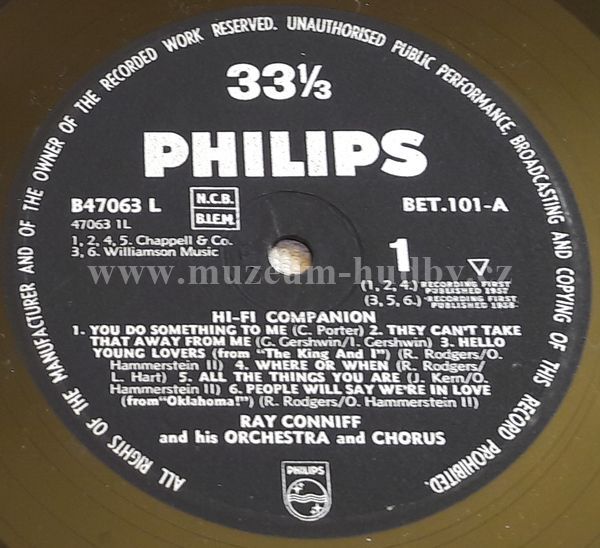 ALL RIGHTS OF THE MANUFACTURER AND OF THE OWNER OF THE RECORDED WORK RESERVED. UNAUTHORISED PUBLIC PERFORMANCE, BROADCASTING AND COPYING OF THIS RECORD PROHIBITED.
33⅓
PHILIPS
B47063 L
N.C.B.
B.I.E.M.
BET.101-A
47063 1L
1, 2, 4, 5. Chappell & Co.
3, 6. Williamson Music
1
(1, 2, 4.) RECORDING FIRST PUBLISHED 1957
(3, 5, 6.) RECORDING FIRST PUBLISHED 1958
www.muzeum-hudby.cz
HI-FI COMPANION
1. YOU DO SOMETHING TO ME (C. Porter) 2. THEY CAN'T TAKE
THAT AWAY FROM ME (G. Gershwin/I. Gershwin) 3. HELLO
YOUNG LOVERS (from "The King And I") (R. Rodgers/O.
Hammerstein II) 4. WHERE OR WHEN (R. Rodgers/
L. Hart) 5. ALL THE THINGS YOU ARE (J. Kern/O.
Hammerstein II) 6. PEOPLE WILL SAY WE'RE IN LOVE
(from "Oklahoma!") (R. Rodgers/O. Hammerstein II)
RAY CONNIFF
and his ORCHESTRA and CHORUS
PHILIPS